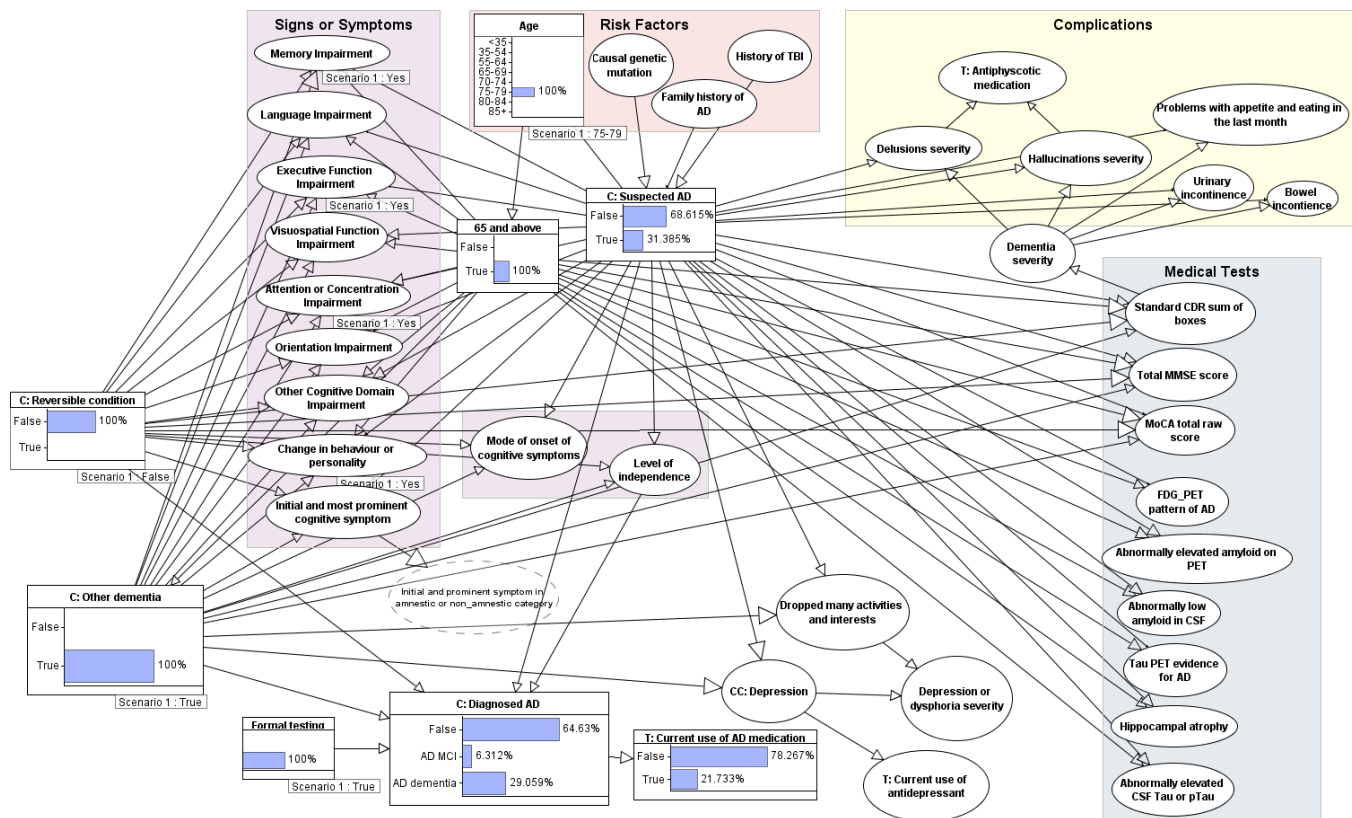 Signs or Symptoms
Memory Impairment
Scenario 1 : Yes
Language Impairment
Executive Function
Impairment
Scenario 1 : Yes
Visuospatial Function
Impairment
Attention or Concentration
Impairment
Scenario 1 : Yes
Orientation Impairment
Other Cognitive Domain
Impairment
Change in behaviour or
personality
Scenario 1 : Yes
Initial and most prominent
cognitive symptom
Risk Factors
Age
<35
35-54
55-64
65-69
70-74
75-79 100%
80-84
85+
Scenario 1 : 75-79
Causal genetic
mutation
Family history of
AD
History of TBI
Complications
T: Antiphyscotic
medication
Delusions severity
Hallucinations severity
Problems with appetite and eating in
the last month
Urinary
incontinence
Bowel
incontience
Dementia
severity
C: Suspected AD
False 68.615%
True 31.385%
65 and above
False
True 100%
Medical Tests
Standard CDR sum of
boxes
Total MMSE score
MoCA total raw
score
FDG_PET
pattern of AD
Abnormally elevated amyloid on
PET
Abnormally low
amyloid in CSF
Tau PET evidence
for AD
Hippocampal atrophy
Abnormally elevated
CSF Tau or pTau
C: Reversible condition
False 100%
True
Scenario 1 : False
Mode of onset of
cognitive symptoms
Level of
independence
Initial and prominent symptom in
amnestic or non_amnestic category
C: Other dementia
False
True 100%
Scenario 1 : True
Dropped many activities
and interests
CC: Depression
Depression or
dysphoria severity
T: Current use of
antidepressant
Formal testing
100%
Scenario 1 : True
C: Diagnosed AD
False 64.63%
AD MCI 6.312%
AD dementia 29.059%
T: Current use of AD medication
False 78.267%
True 21.733%